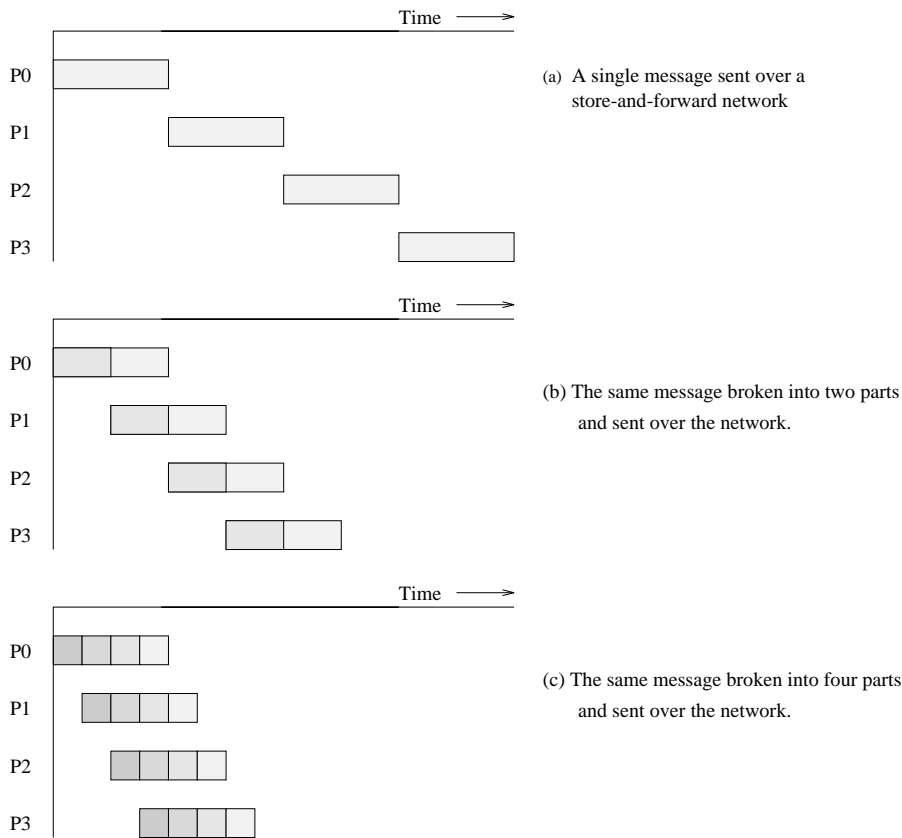 Time
P0
(a) A single message sent over a
store-and-forward network
P1
P2
P3
Time
P0
(b) The same message broken into two parts
and sent over the network.
P1
P2
P3
Time
P0
(c) The same message broken into four parts
and sent over the network.
P1
P2
P3